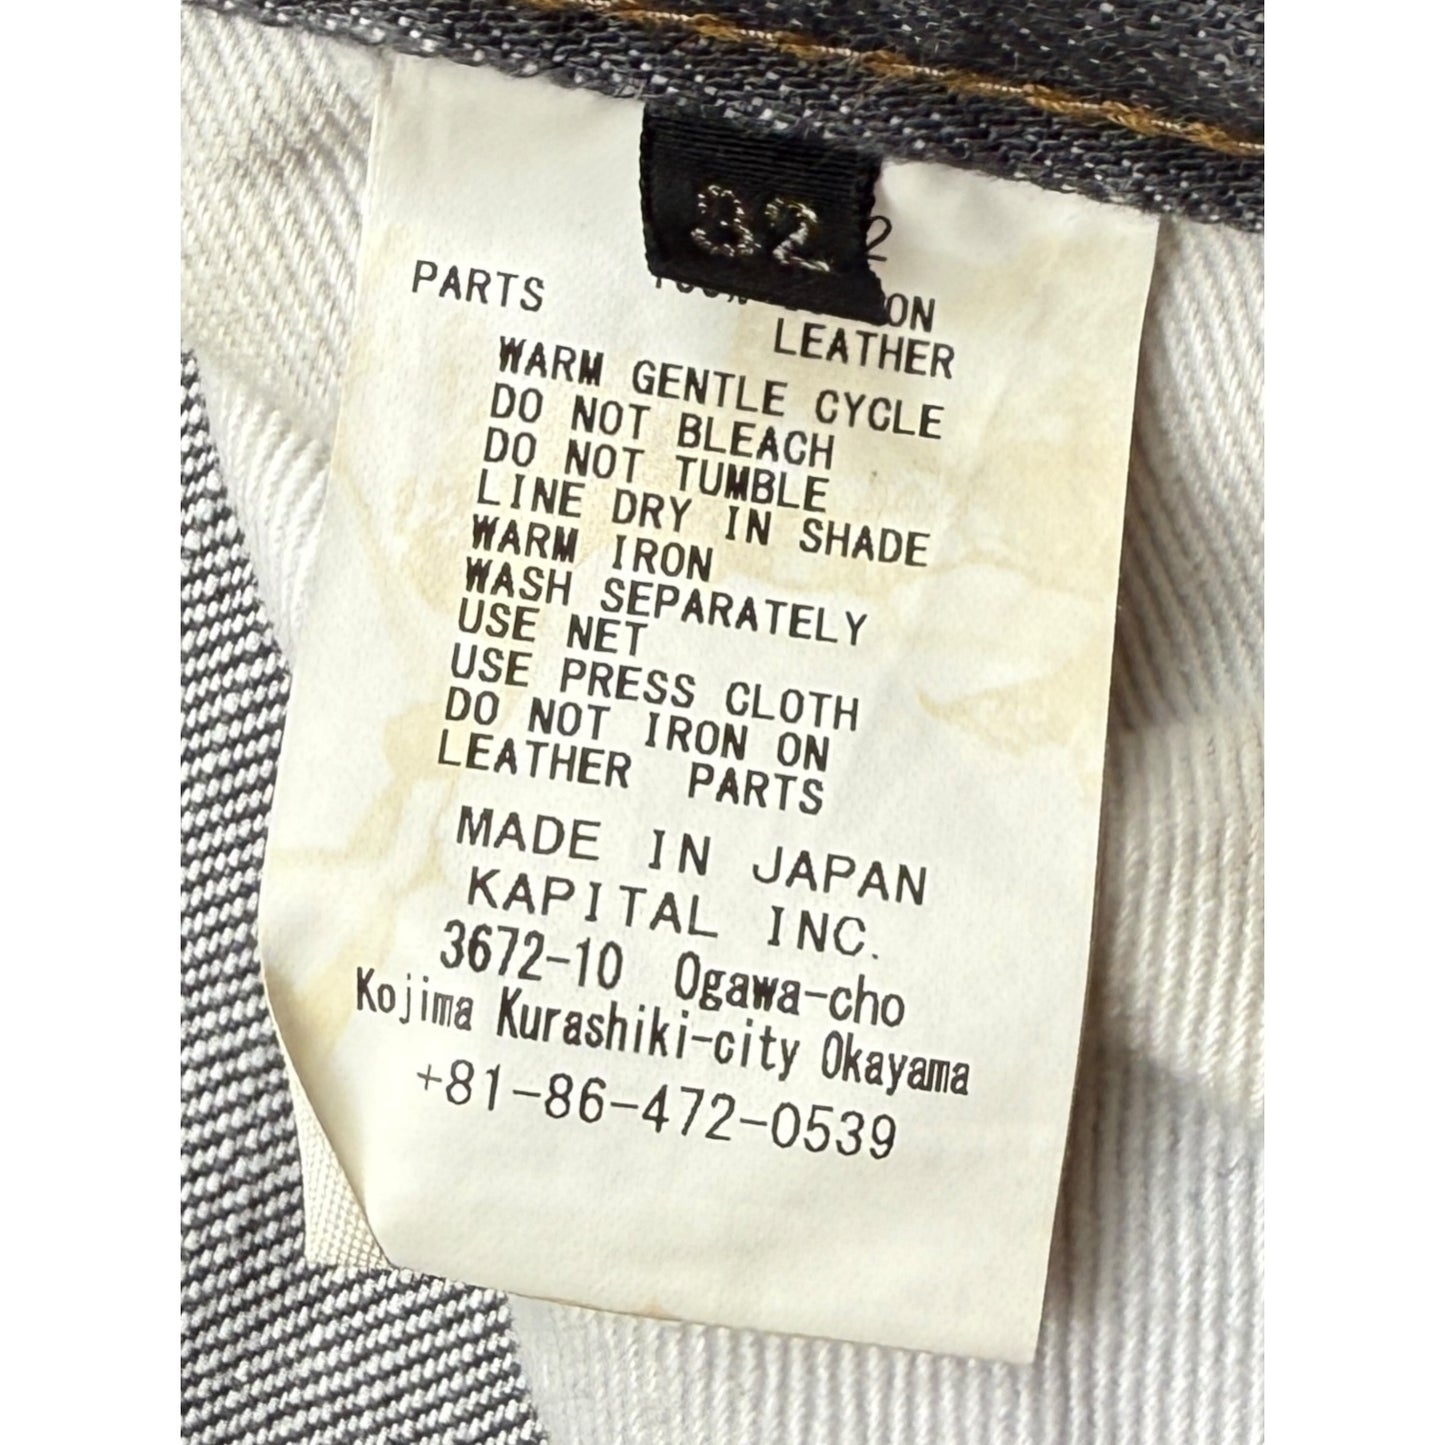 32
2
PARTS
LEATHER
WARM GENTLE CYCLE
DO NOT BLEACH
DO NOT TUMBLE
LINE DRY IN SHADE
WARM IRON
WASH SEPARATELY
USE NET
USE PRESS CLOTH
DO NOT IRON ON
LEATHER PARTS
MADE IN JAPAN
KAPITAL INC.
3672-10 Ogawa-cho
Kojima Kurashiki-city Okayama
+81-86-472-0539